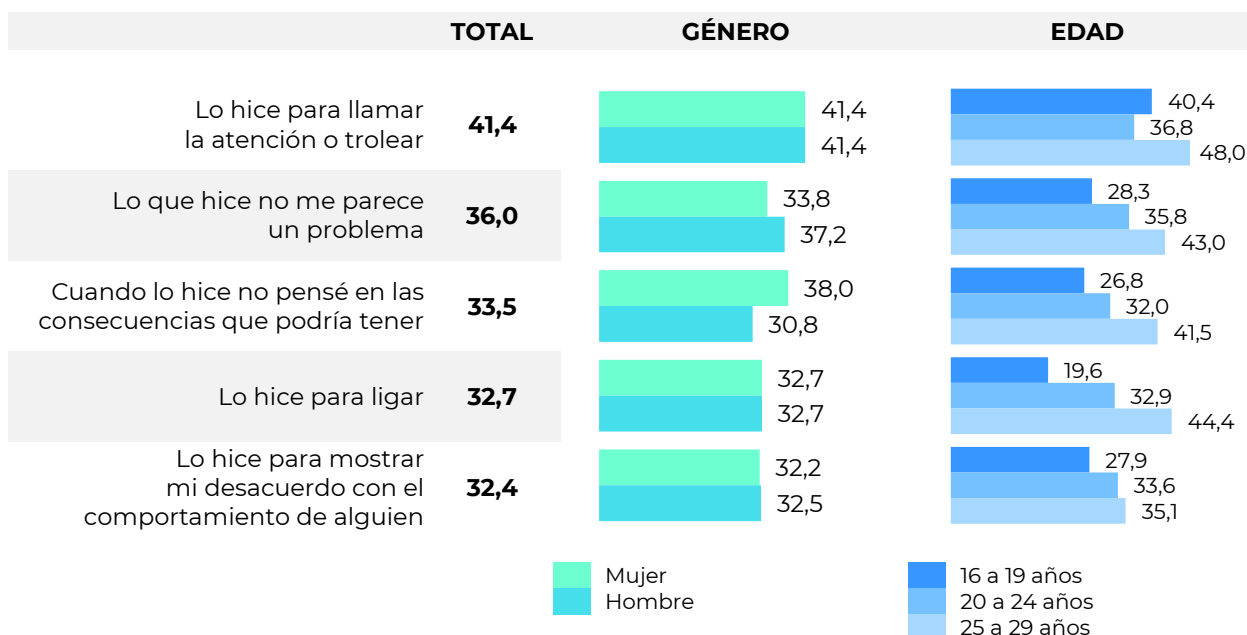 TOTAL GÉNERO EDAD
Lo hice para llamar
la atención o trolear
41,4
41,4
41,4
40,4
36,8
48,0
Lo que hice no me parece
un problema
36,0
33,8
37,2
28,3
35,8
43,0
Cuando lo hice no pensé en las
consecuencias que podría tener
33,5
38,0
30,8
26,8
32,0
41,5
Lo hice para ligar
32,7
32,7
32,7
19,6
32,9
44,4
Lo hice para mostrar
mi desacuerdo con el
comportamiento de alguien
32,4
32,2
32,5
27,9
33,6
35,1
Mujer
Hombre
16 a 19 años
20 a 24 años
25 a 29 años